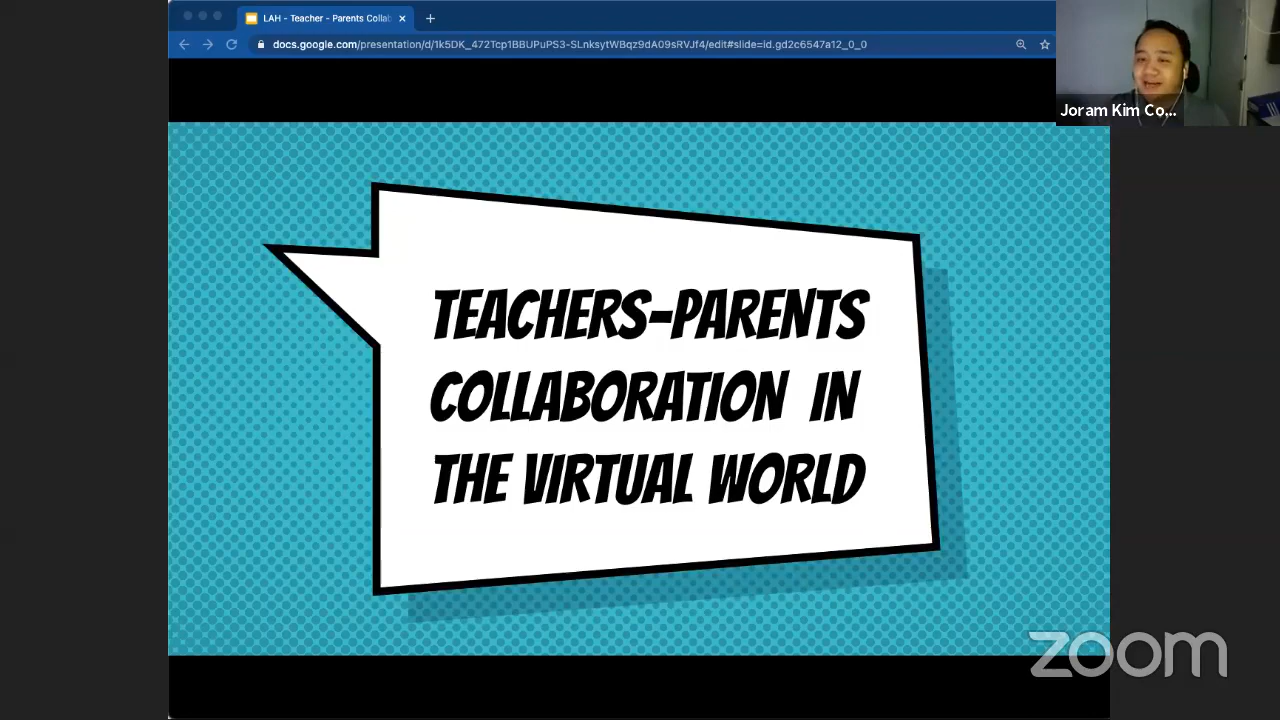 LAH - Teacher - Parents Collab
docs.google.com/presentation/d/1k5DK_472Tcp1BBUPuPS3-SLnksytWBqz9dA09sRVJf4/edit#slide=id.gd2c6547a12_0_0
Joram Kim Co...
TEACHERS-PARENTS
COLLABORATION IN
THE VIRTUAL WORLD
zoom